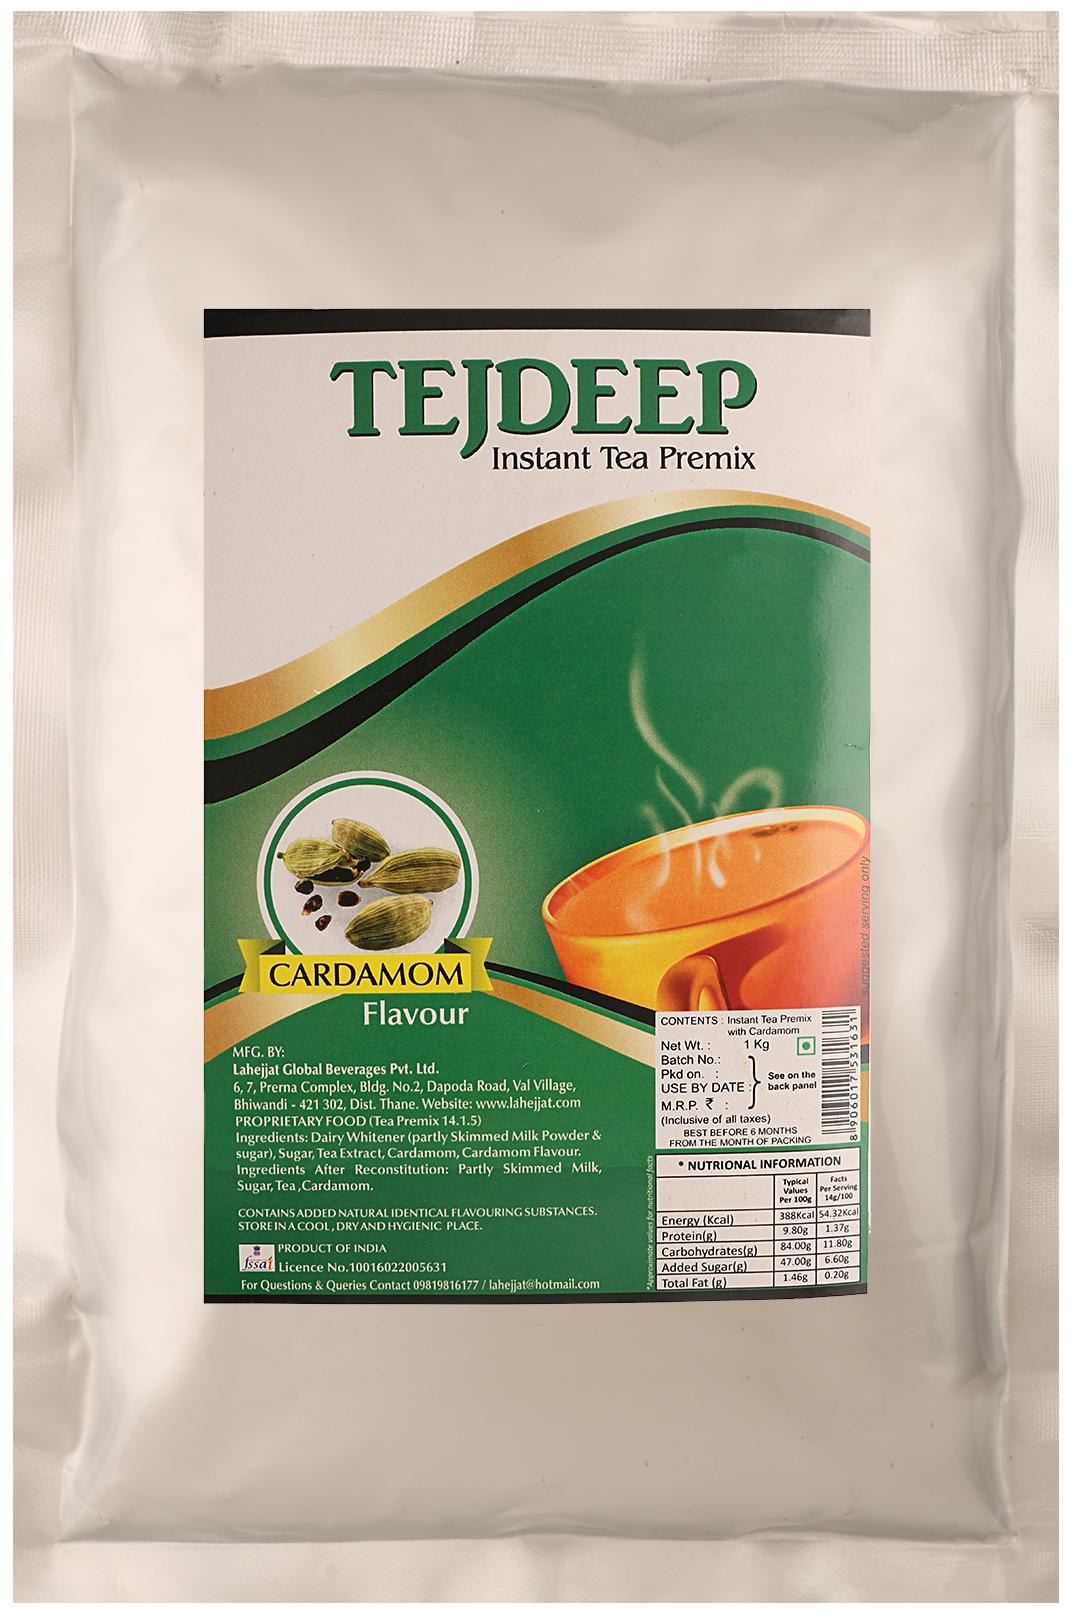 TEJDEEP
Instant Tea Premix
CARDAMOM
Flavour
suggested serving only
MFG. BY:
Lahejjat Global Beverages Pvt. Ltd.
6, 7, Prerna Complex, Bldg. No.2, Dapoda Road, Val Village,
Bhiwandi - 421 302, Dist. Thane. Website: www.lahejjat.com
PROPRIETARY FOOD (Tea Premix 14.1.5)
Ingredients: Dairy Whitener (partly Skimmed Milk Powder &
sugar), Sugar, Tea Extract, Cardamom, Cardamom Flavour.
Ingredients After Reconstitution: Partly Skimmed Milk,
Sugar, Tea ,Cardamom.
CONTAINS ADDED NATURAL IDENTICAL FLAVOURING SUBSTANCES.
STORE IN A COOL , DRY AND HYGIENIC PLACE.
fssai
PRODUCT OF INDIA
Licence No.10016022005631
For Questions & Queries Contact 09819816177 / lahejjat@hotmail.com
CONTENTS : Instant Tea Premix
with Cardamom
Net Wt. : 1 Kg
Batch No.:
Pkd on. :
USE BY DATE :
M.R.P. ₹ :
See on the
back panel
(Inclusive of all taxes)
BEST BEFORE 6 MONTHS
FROM THE MONTH OF PACKING
8 906017 531631
* NUTRIONAL INFORMATION
Typical Values Per 100g
Facts Per Serving 14g/100
Energy (Kcal) 388Kcal 54.32Kcal
Protein(g) 9.80g 1.37g
Carbohydrates(g) 84.00g 11.80g
Added Sugar(g) 47.00g 6.60g
Total Fat (g) 1.46g 0.20g
*Approximate values for nutritional facts